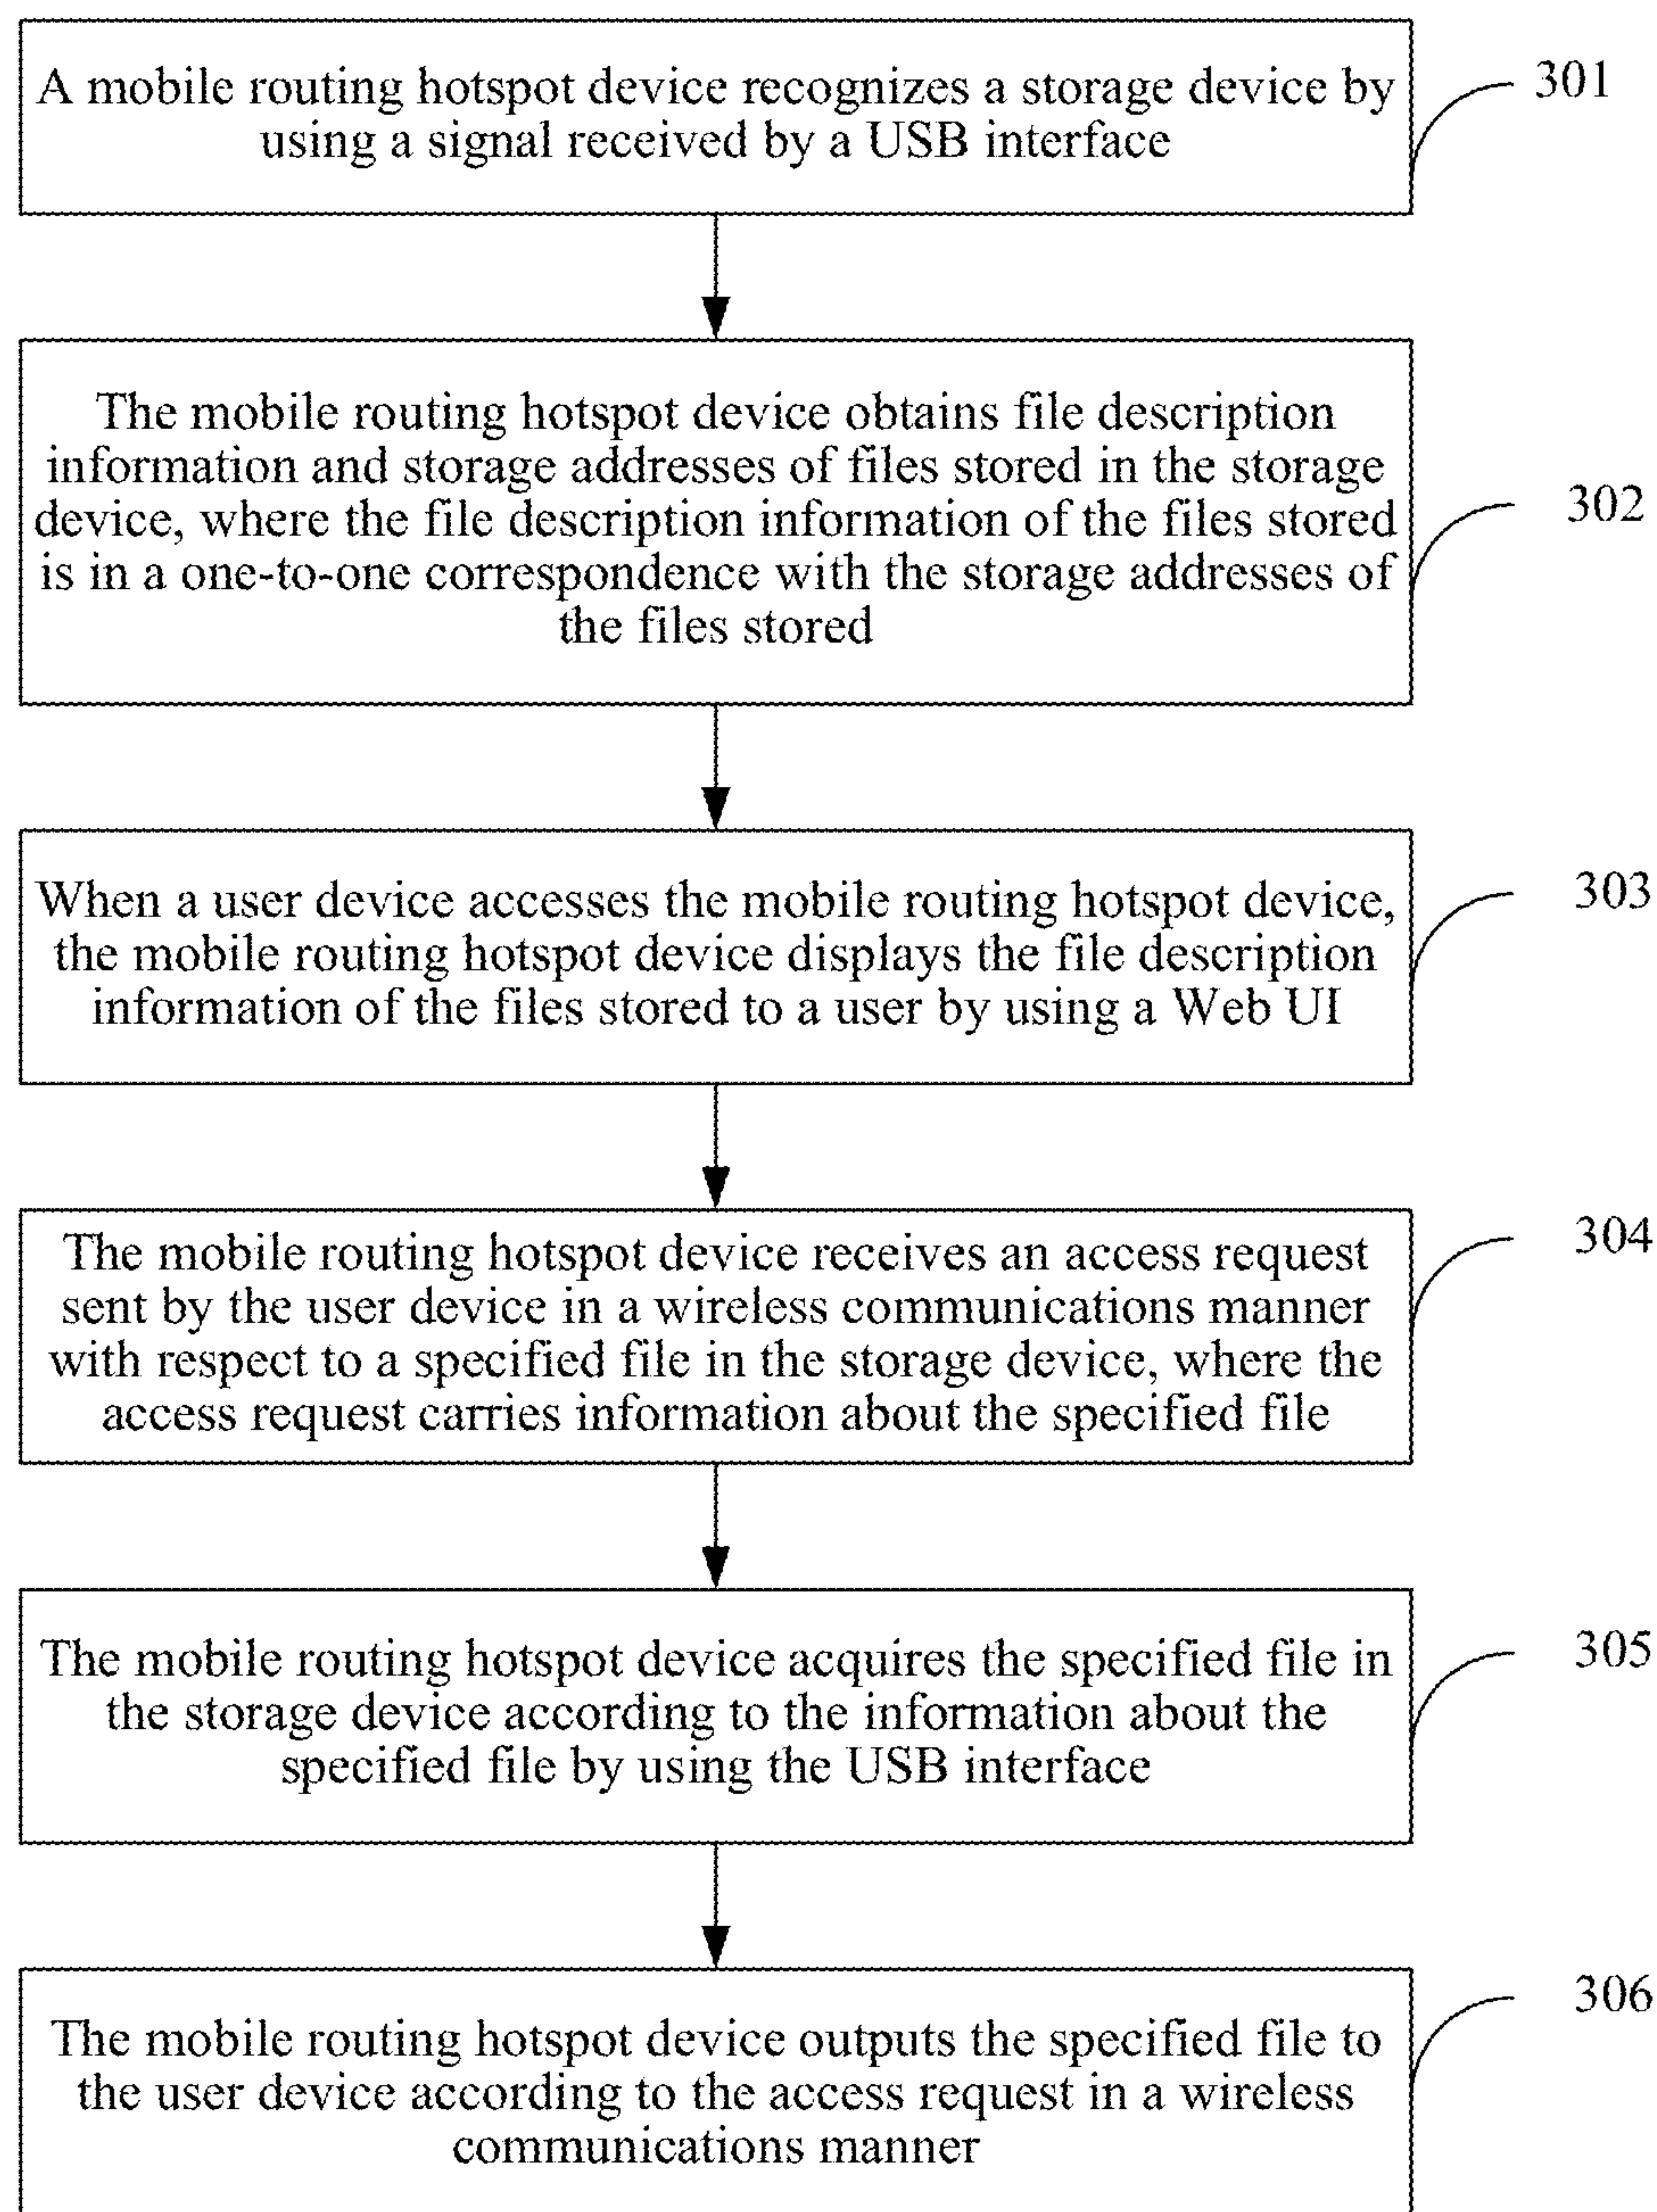 A mobile routing hotspot device recognizes a storage device by
using a signal received by a USB interface
301
The mobile routing hotspot device obtains file description
information and storage addresses of files stored in the storage
device, where the file description information of the files stored
is in a one-to-one correspondence with the storage addresses of
the files stored
302
When a user device accesses the mobile routing hotspot device,
the mobile routing hotspot device displays the file description
information of the files stored to a user by using a Web UI
303
The mobile routing hotspot device receives an access request
sent by the user device in a wireless communications manner
with respect to a specified file in the storage device, where the
access request carries information about the specified file
304
The mobile routing hotspot device acquires the specified file in
the storage device according to the information about the
specified file by using the USB interface
305
The mobile routing hotspot device outputs the specified file to
the user device according to the access request in a wireless
communications manner
306